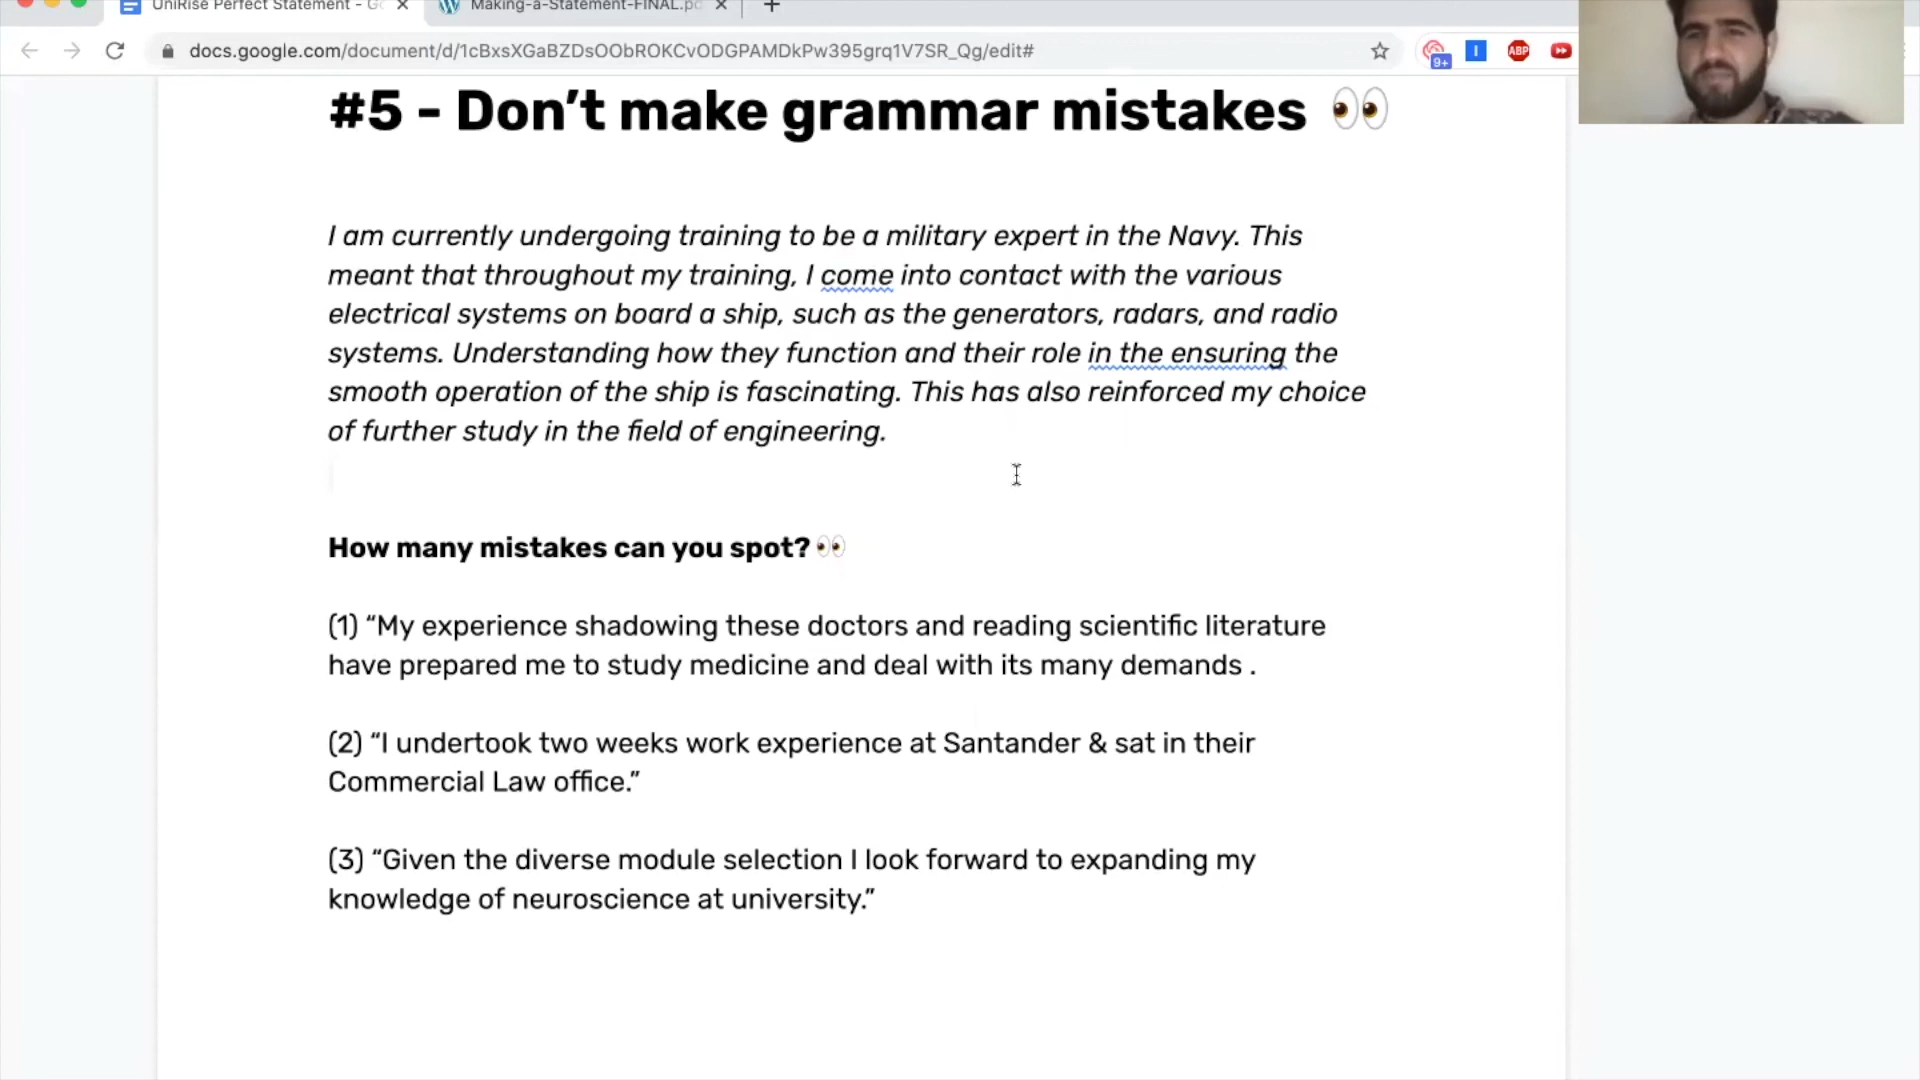 UniRise Perfect Statement - Go
Making-a-Statement-FINAL.pd
docs.google.com/document/d/1cBxsXGaBZDsOObROKCvODGPAMDkPw395grq1V7SR_Qg/edit#
9+
I
ABP
#5 - Don’t make grammar mistakes 👀
I am currently undergoing training to be a military expert in the Navy. This
meant that throughout my training, I come into contact with the various
electrical systems on board a ship, such as the generators, radars, and radio
systems. Understanding how they function and their role in the ensuring the
smooth operation of the ship is fascinating. This has also reinforced my choice
of further study in the field of engineering.
How many mistakes can you spot? 👀
(1) “My experience shadowing these doctors and reading scientific literature
have prepared me to study medicine and deal with its many demands .
(2) “I undertook two weeks work experience at Santander & sat in their
Commercial Law office.”
(3) “Given the diverse module selection I look forward to expanding my
knowledge of neuroscience at university.”